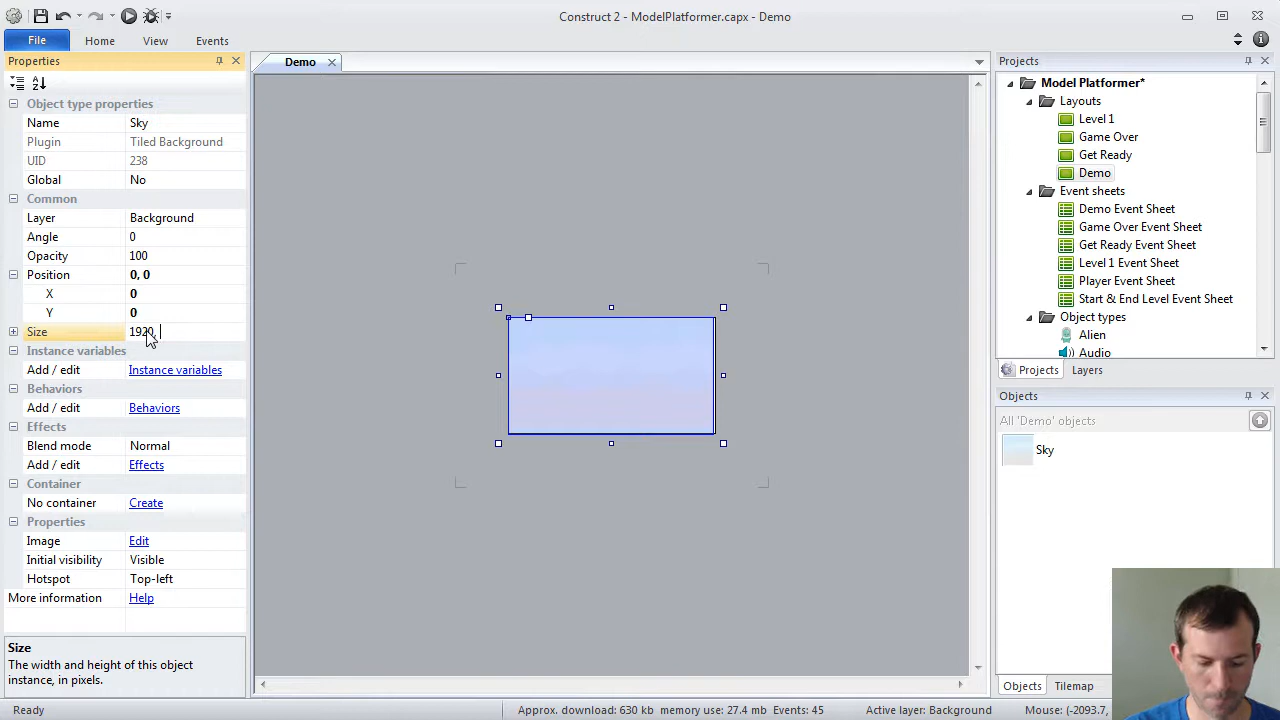 Construct 2 - ModelPlatformer.capx - Demo
File
Home
View
Events
Properties
Object type properties
Name Sky
Plugin Tiled Background
UID 238
Global No
Common
Layer Background
Angle 0
Opacity 100
Position 0, 0
X 0
Y 0
Size 1920,
Instance variables
Add / edit Instance variables
Behaviors
Add / edit Behaviors
Effects
Blend mode Normal
Add / edit Effects
Container
No container Create
Properties
Image Edit
Initial visibility Visible
Hotspot Top-left
More information Help
Size
The width and height of this object
instance, in pixels.
Demo
Projects
Model Platformer*
Layouts
Level 1
Game Over
Get Ready
Demo
Event sheets
Demo Event Sheet
Game Over Event Sheet
Get Ready Event Sheet
Level 1 Event Sheet
Player Event Sheet
Start & End Level Event Sheet
Object types
Alien
Audio
Projects Layers
Objects
All 'Demo' objects
Sky
Objects Tilemap
Ready
Approx. download: 630 kb
memory use: 27.4 mb
Events: 45
Active layer: Background
Mouse: (-2093.7,